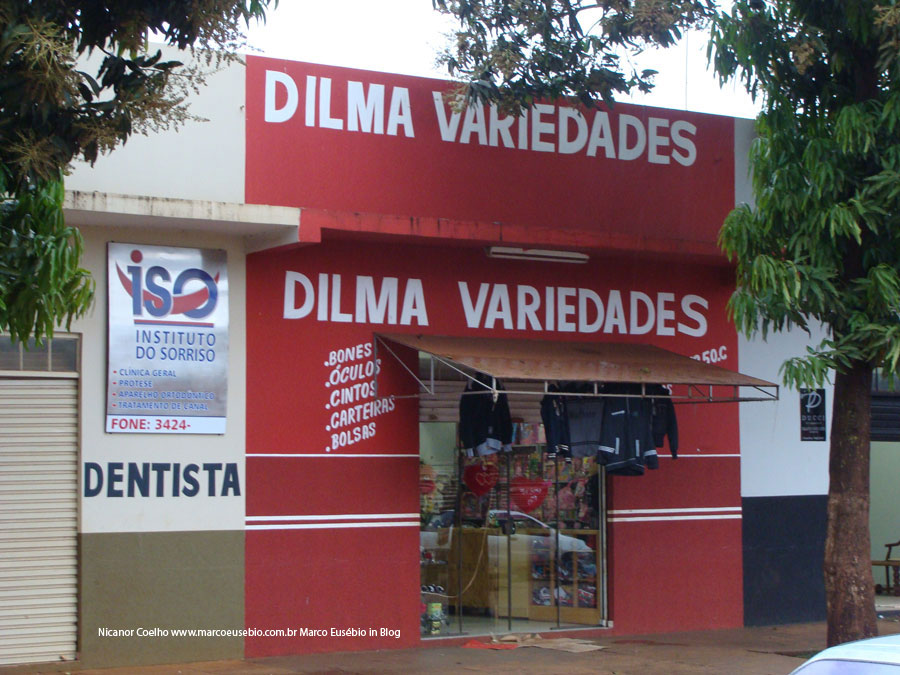 DILMA VARIEDADES
iso
INSTITUTO
DO SORRISO
- CLÍNICA GERAL
- PROTESE
- APARELHO ORTODÔNTICO
- TRATAMENTO DE CANAL
FONE: 3424-
DENTISTA
DILMA VARIEDADES
.BONES
.ÓCULOS
.CINTOS
.CARTEIRAS
.BOLSAS
50.C
Nicanor Coelho www.marcoeusebio.com.br Marco Eusébio in Blog